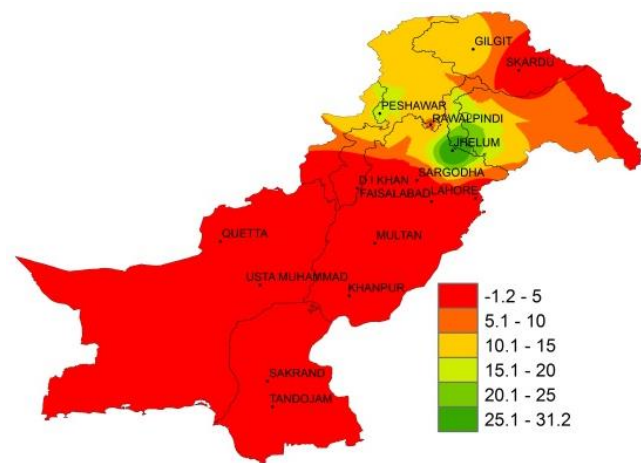 GILGIT
SKARDU
PESHAWAR
RAWALPINDI
JHELUM
SARGODHA
D I KHAN
FAISALABAD
LAHORE
QUETTA
MULTAN
USTA MUHAMMAD
KHANPUR
SAKRAND
TANDOJAM
-1.2 - 5
5.1 - 10
10.1 - 15
15.1 - 20
20.1 - 25
25.1 - 31.2